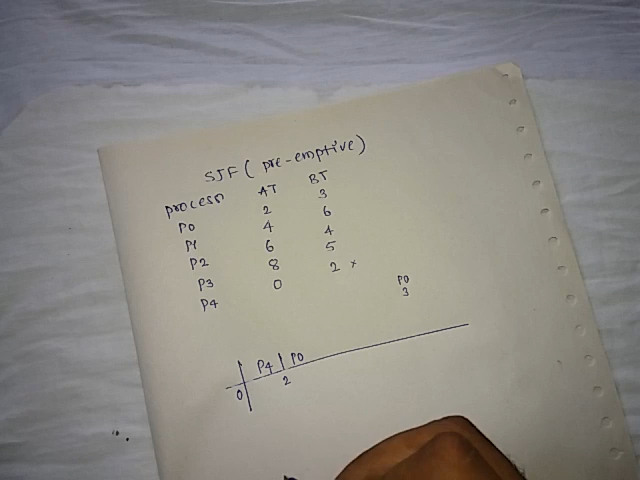 SJF ( pre-emptive)
process AT BT
P0 2 3
P1 4 6
P2 6 4
P3 8 5
P4 0 2 x
P0
3
P4 | P0
0 2